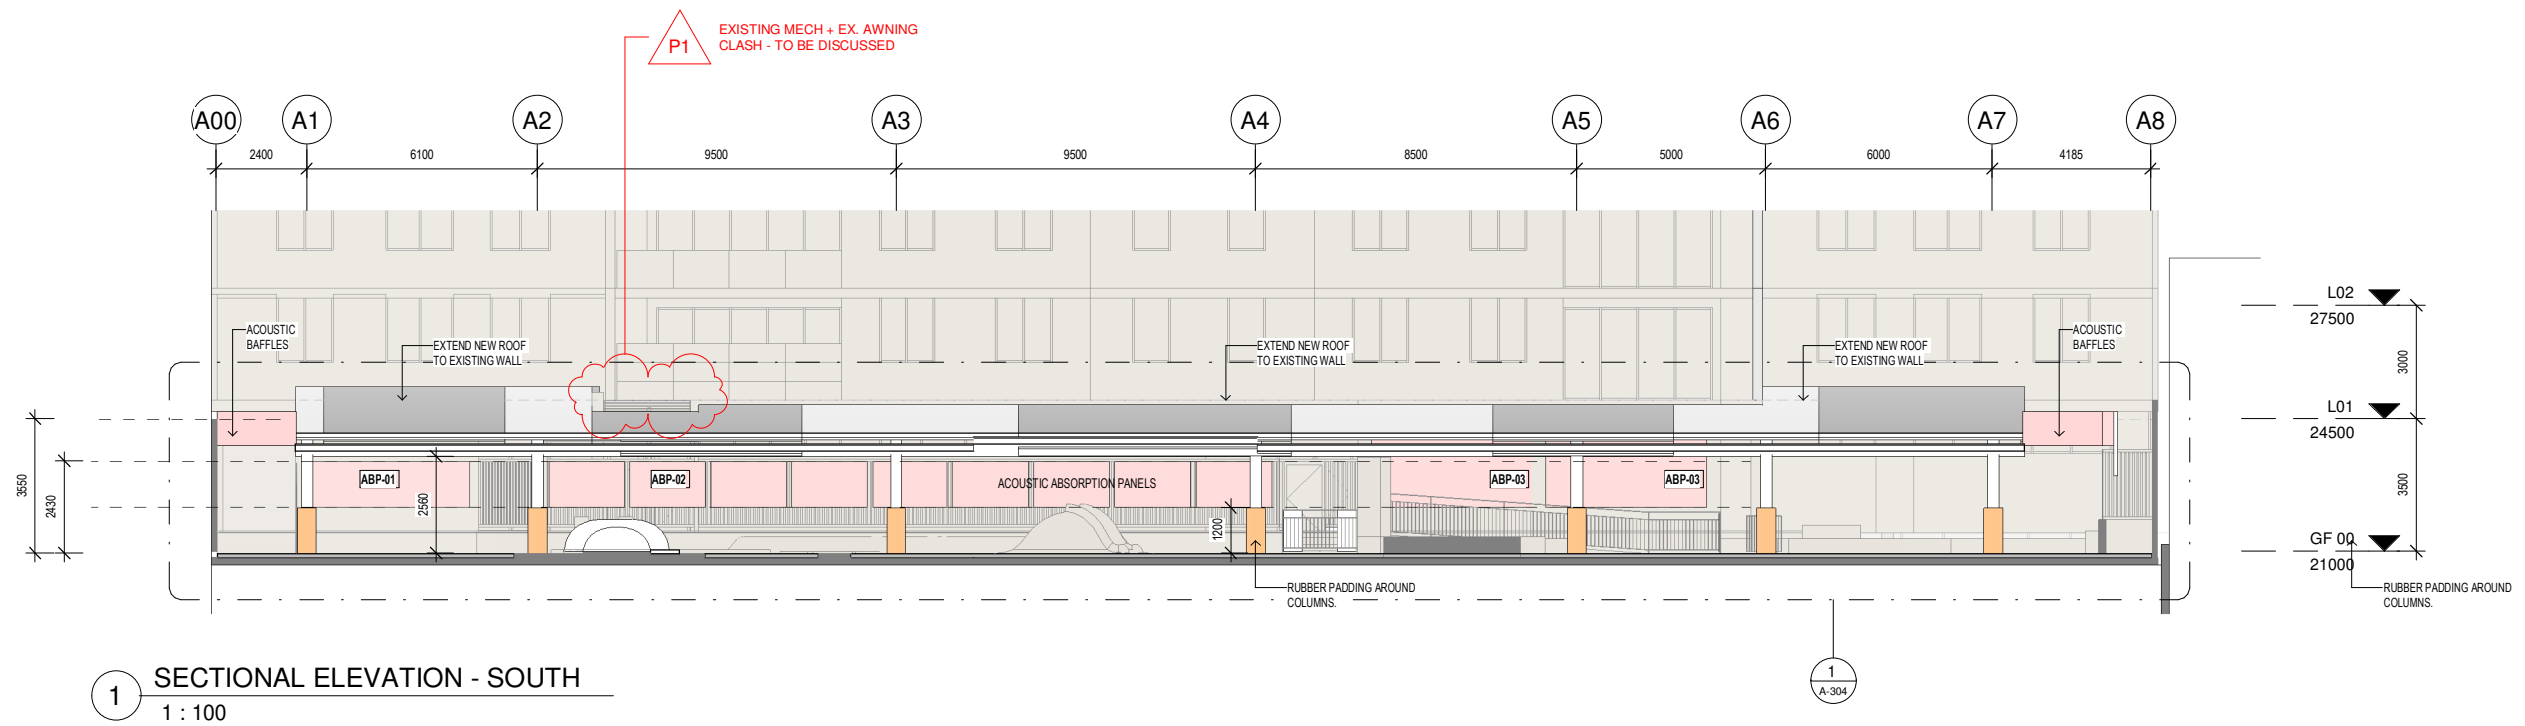 P1
EXISTING MECH + EX. AWNING
CLASH - TO BE DISCUSSED
A00 A1 A2 A3 A4 A5 A6 A7 A8
2400 6100 9500 9500 8500 5000 6000 4185
L02
27500
ACOUSTIC
BAFFLES
EXTEND NEW ROOF
TO EXISTING WALL
EXTEND NEW ROOF
TO EXISTING WALL
EXTEND NEW ROOF
TO EXISTING WALL
ACOUSTIC
BAFFLES
3000
L01
24500
3550
2430
2560
ABP-01
ABP-02
ACOUSTIC ABSORPTION PANELS
ABP-03
ABP-03
1200
3500
GF 00
21000
RUBBER PADDING AROUND
COLUMNS.
RUBBER PADDING AROUND
COLUMNS.
1
SECTIONAL ELEVATION - SOUTH
1 : 100
1
A-304